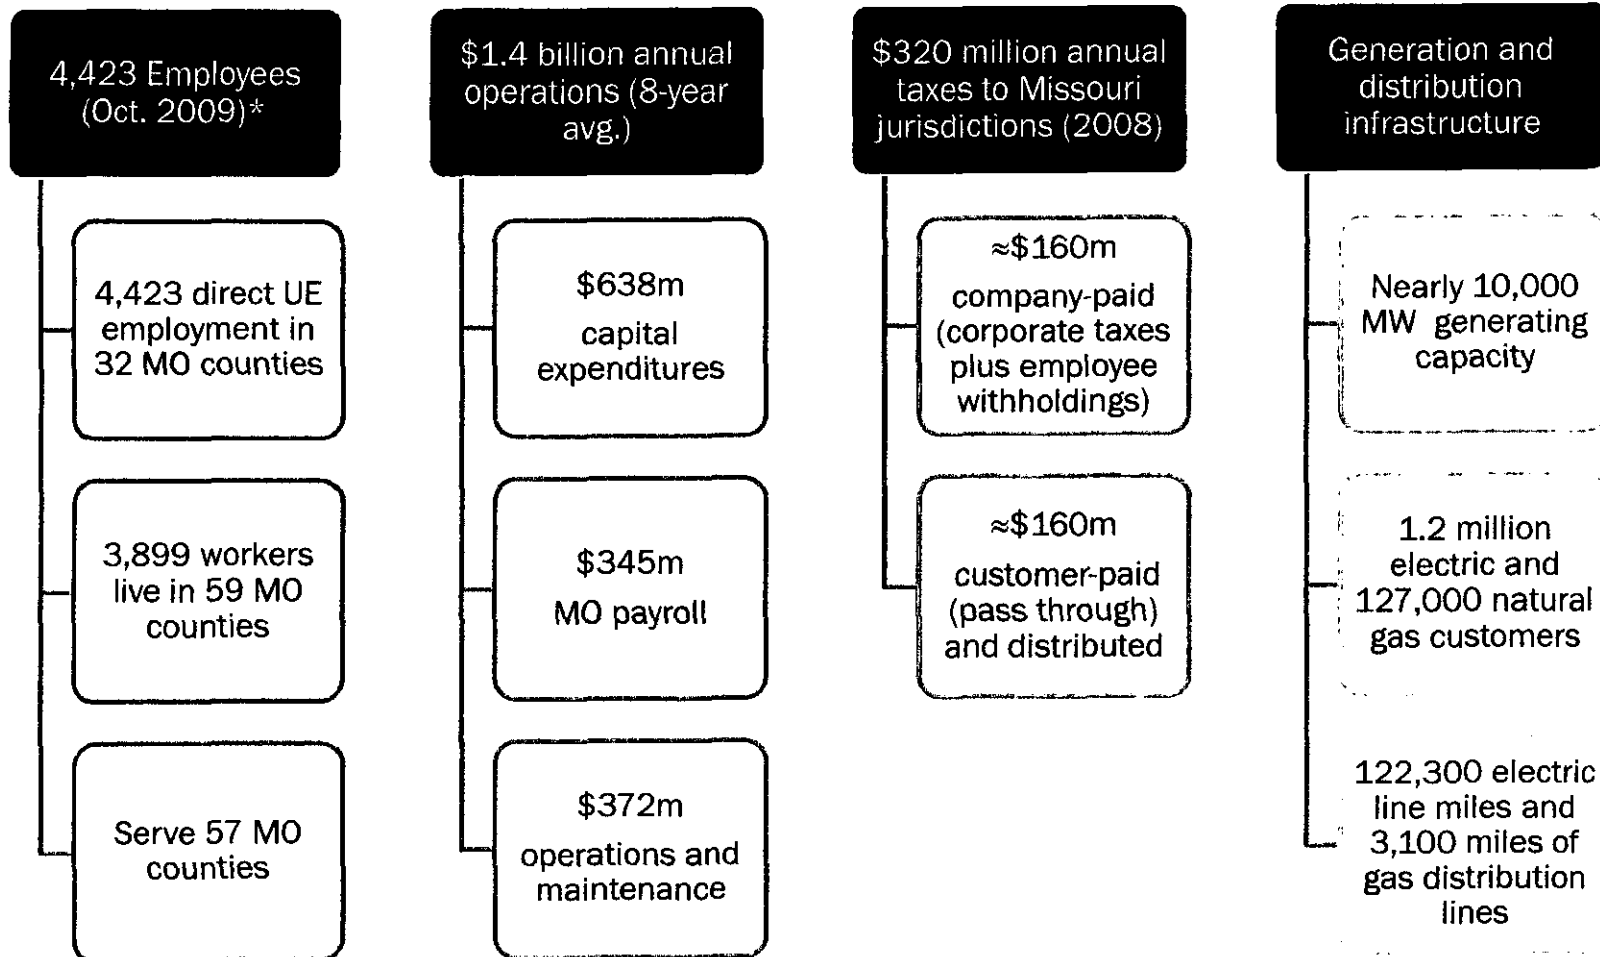 4,423 Employees
(Oct. 2009)*
4,423 direct UE
employment in
32 MO counties
3,899 workers
live in 59 MO
counties
Serve 57 MO
counties
$1.4 billion annual
operations (8-year
avg.)
$638m
capital
expenditures
$345m
MO payroll
$372m
operations and
maintenance
$320 million annual
taxes to Missouri
jurisdictions (2008)
≈$160m
company-paid
(corporate taxes
plus employee
withholdings)
≈$160m
customer-paid
(pass through)
and distributed
Generation and
distribution
infrastructure
Nearly 10,000
MW generating
capacity
1.2 million
electric and
127,000 natural
gas customers
122,300 electric
line miles and
3,100 miles of
gas distribution
lines